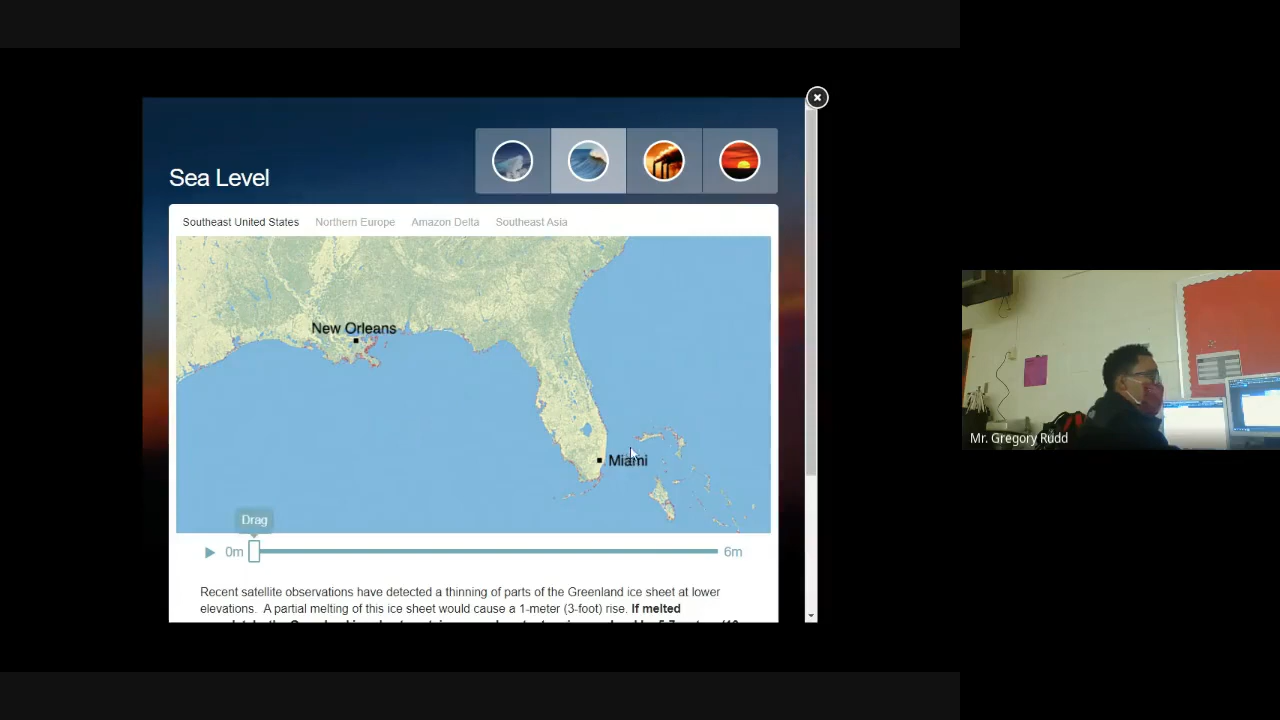 Sea Level
Southeast United States Northern Europe Amazon Delta Southeast Asia
New Orleans
Miami
Drag
0m 6m
Recent satellite observations have detected a thinning of parts of the Greenland ice sheet at lower
elevations. A partial melting of this ice sheet would cause a 1-meter (3-foot) rise. If melted
Mr. Gregory Rudd